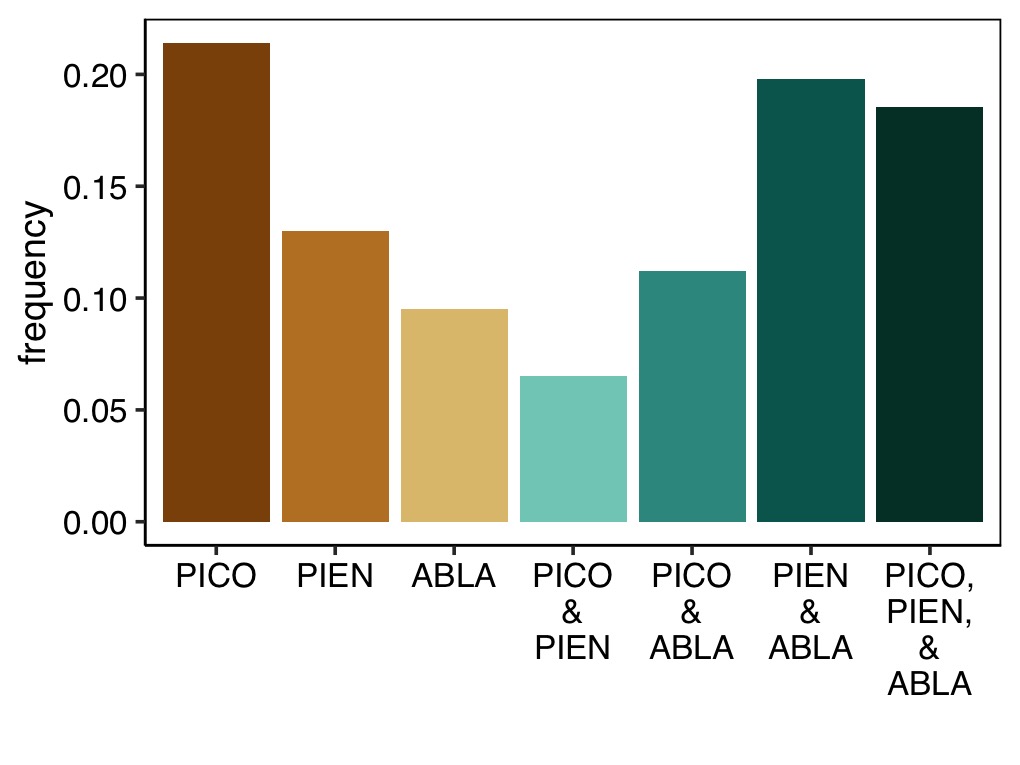 frequency
0.20
0.15
0.10
0.05
0.00
PICO
PIEN
ABLA
PICO
&
PIEN
PICO
&
ABLA
PIEN
&
ABLA
PICO,
PIEN,
&
ABLA